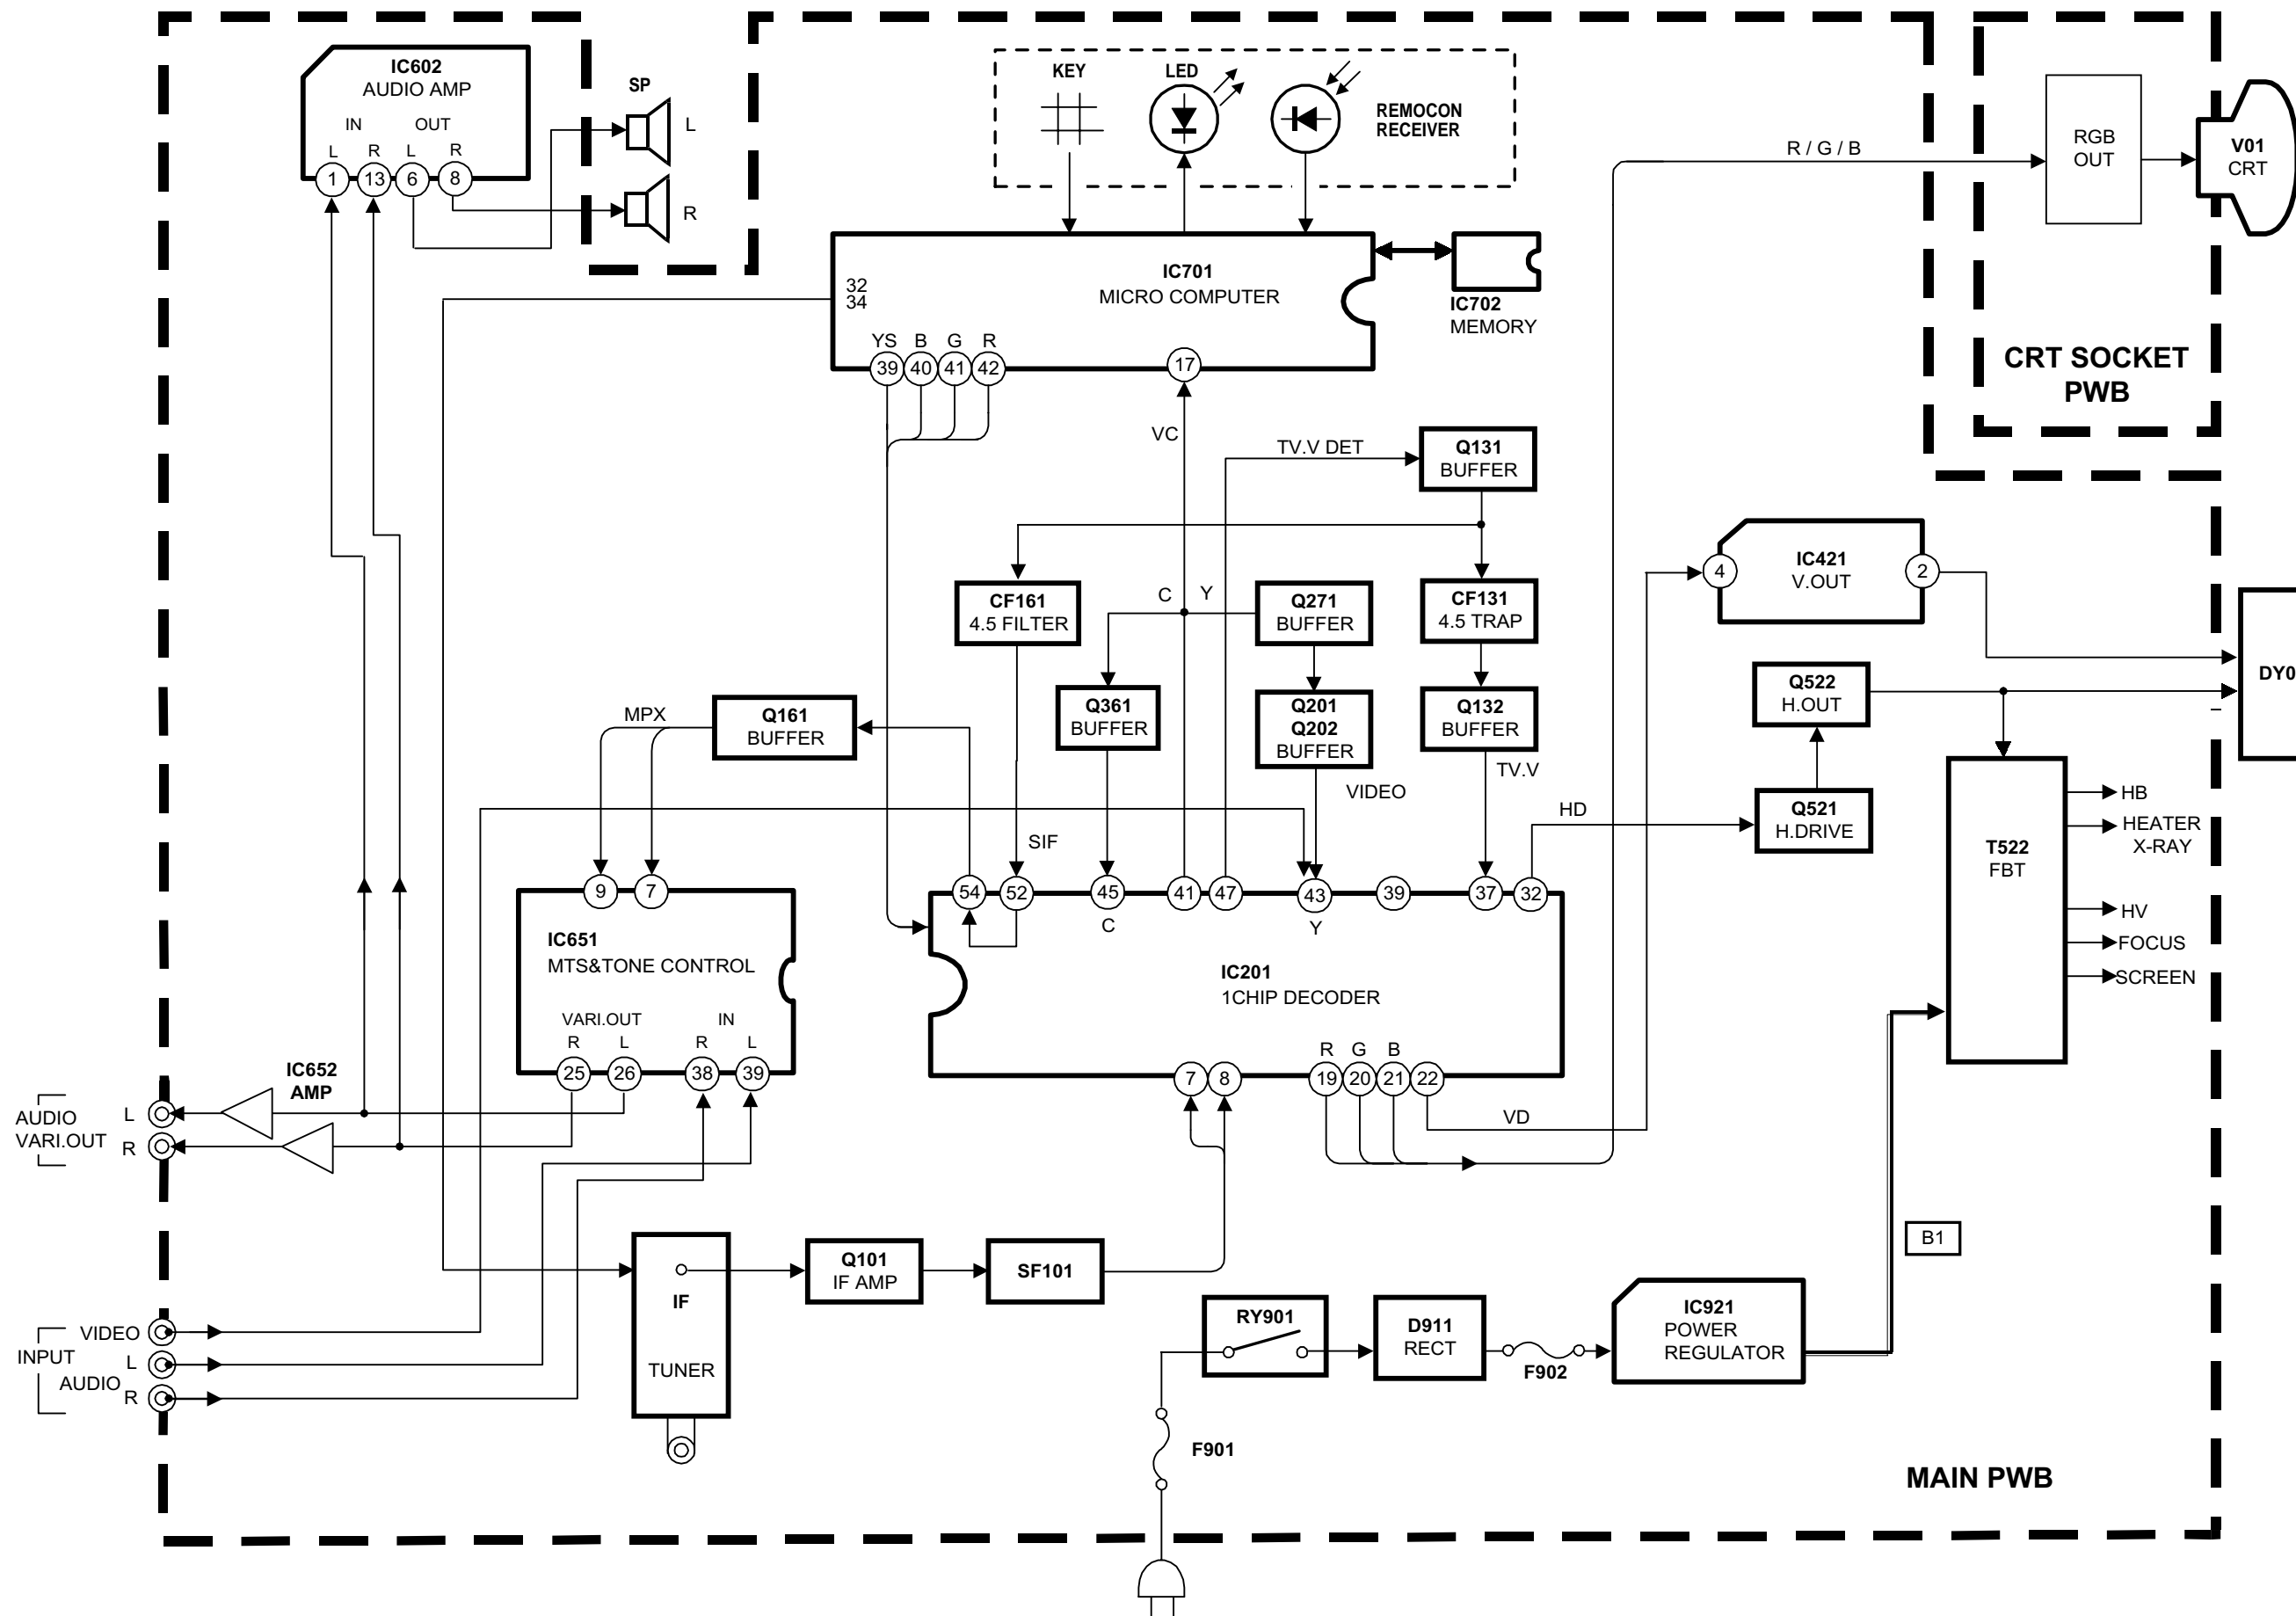 IC602
AUDIO AMP
IN OUT
L R L R
1 13 6 8
SP
L
R
KEY
LED
REMOCON
RECEIVER
R / G / B
RGB
OUT
V01
CRT
CRT SOCKET
PWB
IC701
MICRO COMPUTER
32
34
YS B G R
39 40 41 42
17
IC702
MEMORY
VC
TV.V DET
Q131
BUFFER
CF161
4.5 FILTER
C
Y
Q271
BUFFER
CF131
4.5 TRAP
IC421
V.OUT
4
2
DY0
Q522
H.OUT
MPX
Q161
BUFFER
Q361
BUFFER
Q201
Q202
BUFFER
Q132
BUFFER
TV.V
VIDEO
SIF
HD
Q521
H.DRIVE
T522
FBT
HB
HEATER
X-RAY
HV
FOCUS
SCREEN
9 7
IC651
MTS&TONE CONTROL
VARI.OUT IN
R L R L
25 26 38 39
54 52 45 41 47 43 39 37 32
C
Y
IC201
1CHIP DECODER
R G B
7 8 19 20 21 22
VD
IC652
AMP
AUDIO
VARI.OUT
L
R
TUNER
IF
Q101
IF AMP
SF101
B1
INPUT
VIDEO
AUDIO
L
R
RY901
D911
RECT
F902
IC921
POWER
REGULATOR
F901
MAIN PWB